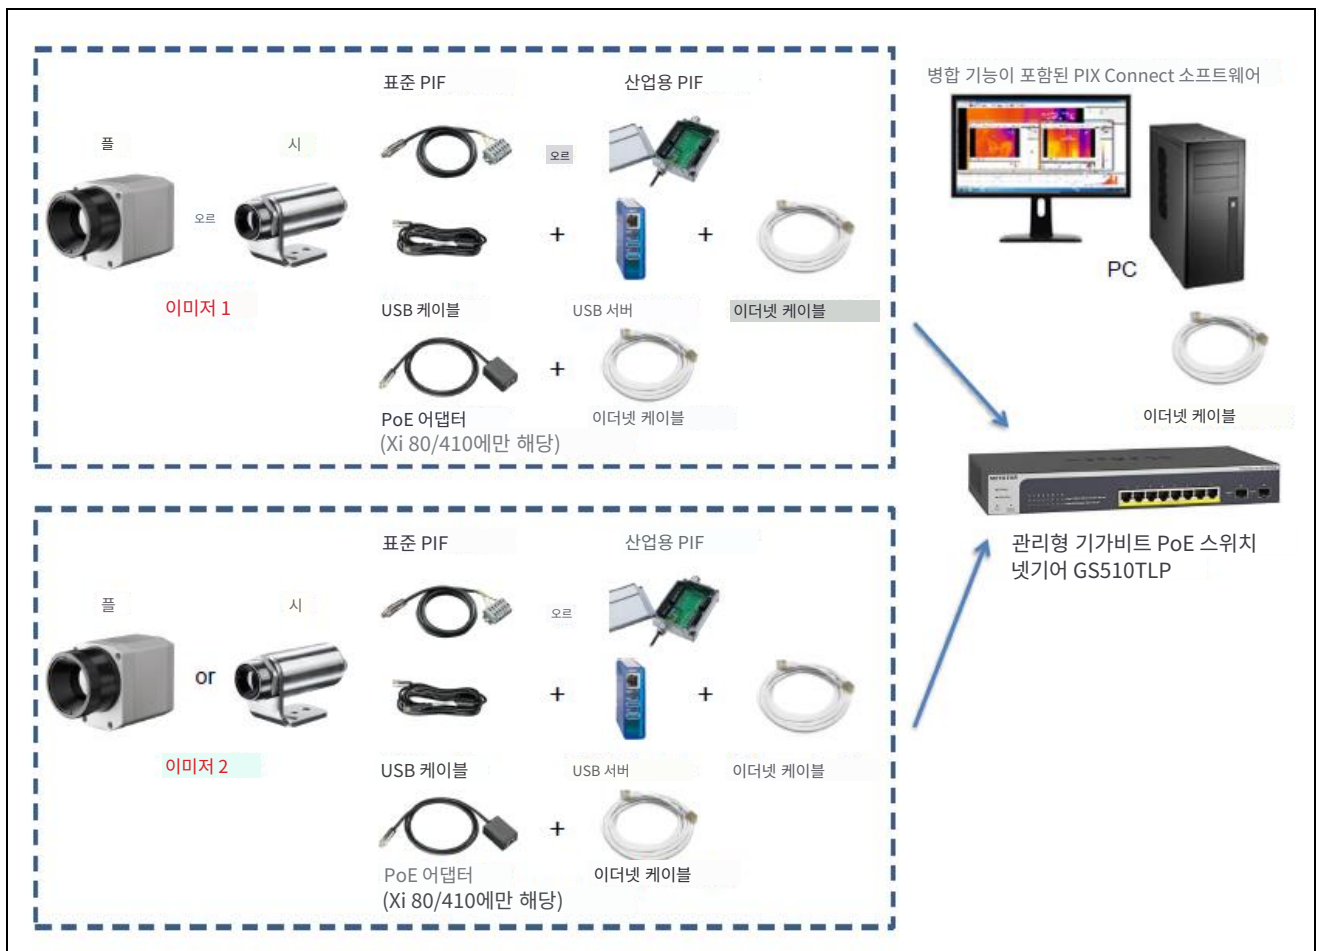 표준 PIF
산업용 PIF
병합 기능이 포함된 PIX Connect 소프트웨어
플
시
오르
오르
+
+
PC
이미저 1
USB 케이블
USB 서버
이더넷 케이블
+
PoE 어댑터
이더넷 케이블
(Xi 80/410에만 해당)
이더넷 케이블
NETGEAR
관리형 기가비트 PoE 스위치
넷기어 GS510TLP
표준 PIF
산업용 PIF
플
시
오르
or
+
+
이미저 2
USB 케이블
USB 서버
이더넷 케이블
+
PoE 어댑터
이더넷 케이블
(Xi 80/410에만 해당)